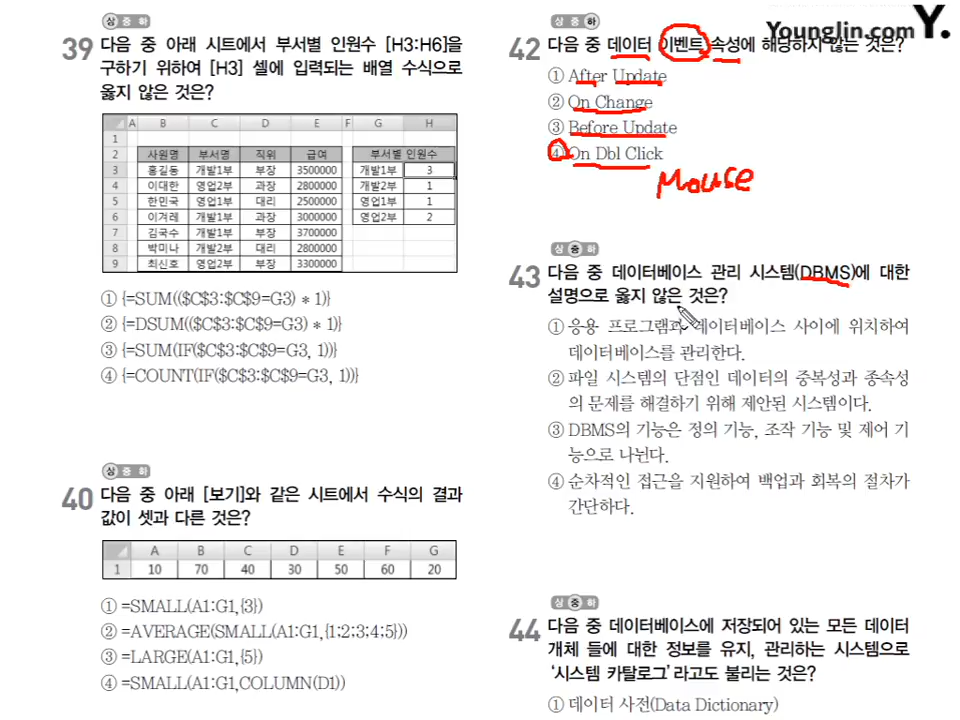 상 중 하
39 다음 중 아래 시트에서 부서별 인원수 [H3:H6]을
구하기 위하여 [H3] 셀에 입력되는 배열 수식으로
옳지 않은 것은?
A B C D E F G H
1
2 사원명 부서명 직위 급여 부서별 인원수
3 홍길동 개발1부 부장 3500000 개발1부 3
4 이대한 영업2부 과장 2800000 개발2부 1
5 한민국 영업1부 대리 2500000 영업1부 1
6 이겨레 개발1부 과장 3000000 영업2부 2
7 김국수 개발1부 부장 3700000
8 박미나 개발2부 대리 2800000
9 최신호 영업2부 부장 3300000
① {=SUM(($C$3:$C$9=G3) * 1)}
② {=DSUM(($C$3:$C$9=G3) * 1)}
③ {=SUM(IF($C$3:$C$9=G3, 1))}
④ {=COUNT(IF($C$3:$C$9=G3, 1))}
상 중 하
40 다음 중 아래 [보기]와 같은 시트에서 수식의 결과
값이 셋과 다른 것은?
A B C D E F G
1 10 70 40 30 50 60 20
① =SMALL(A1:G1,{3})
② =AVERAGE(SMALL(A1:G1,{1;2;3;4;5}))
③ =LARGE(A1:G1,{5})
④ =SMALL(A1:G1,COLUMN(D1))
Younglin.com Y.
상 중 하
42 다음 중 데이터 이벤트 속성에 해당하지 않는 것은?
① After Update
② On Change
③ Before Update
④ On Dbl Click
Mouse
상 중 하
43 다음 중 데이터베이스 관리 시스템(DBMS)에 대한
설명으로 옳지 않은 것은?
① 응용 프로그램과 데이터베이스 사이에 위치하여
데이터베이스를 관리한다.
② 파일 시스템의 단점인 데이터의 중복성과 종속성
의 문제를 해결하기 위해 제안된 시스템이다.
③ DBMS의 기능은 정의 기능, 조작 기능 및 제어 기
능으로 나뉜다.
④ 순차적인 접근을 지원하여 백업과 회복의 절차가
간단하다.
상 중 하
44 다음 중 데이터베이스에 저장되어 있는 모든 데이터
개체 들에 대한 정보를 유지, 관리하는 시스템으로
‘시스템 카탈로그’라고도 불리는 것은?
① 데이터 사전(Data Dictionary)